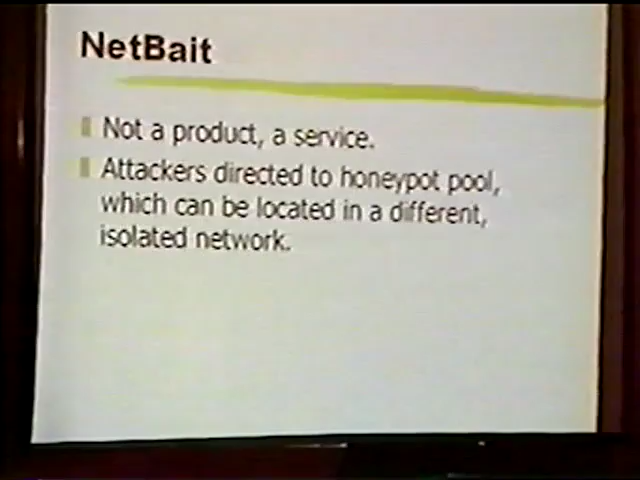 NetBait
Not a product, a service.
Attackers directed to honeypot pool,
which can be located in a different,
isolated network.